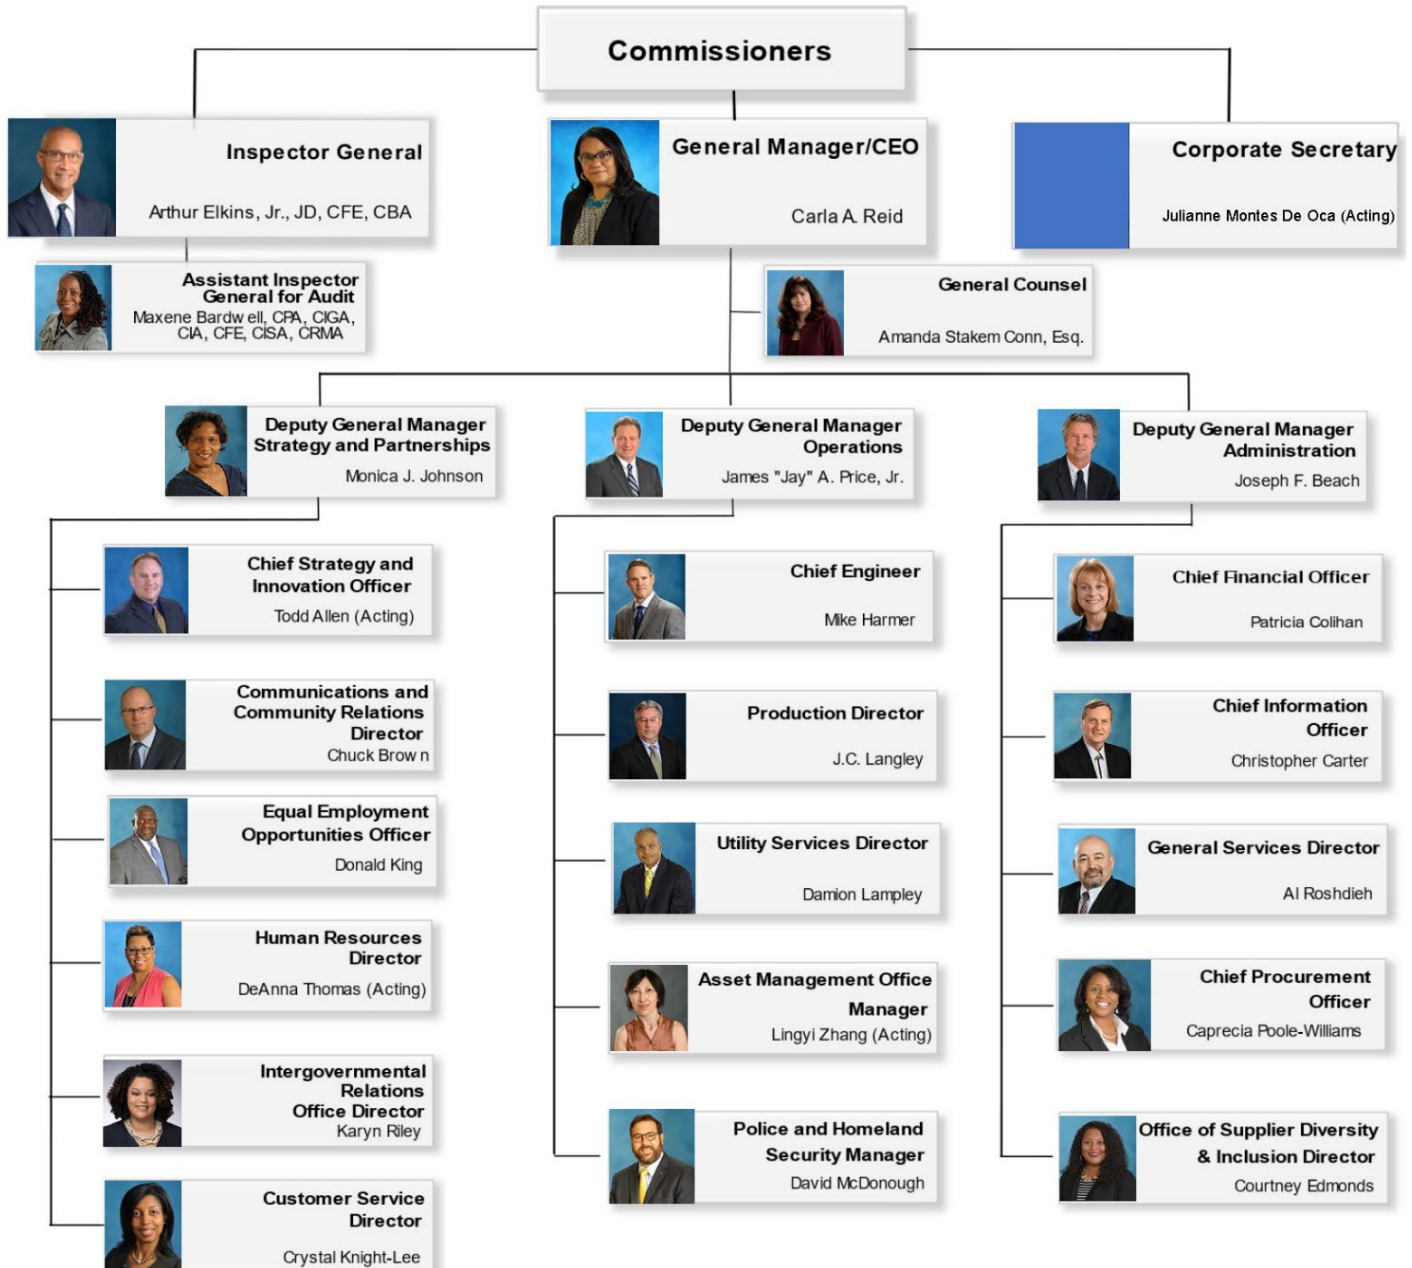 Commissioners
Inspector General
Arthur Elkins, Jr., JD, CFE, CBA
General Manager/CEO
Carla A. Reid
Corporate Secretary
Julianne Montes De Oca (Acting)
Assistant Inspector
General for Audit
Maxene Bardwell, CPA, CIGA,
CIA, CFE, CISA, CRMA
General Counsel
Amanda Stakem Conn, Esq.
Deputy General Manager
Strategy and Partnerships
Monica J. Johnson
Deputy General Manager
Operations
James "Jay" A. Price, Jr.
Deputy General Manager
Administration
Joseph F. Beach
Chief Strategy and
Innovation Officer
Todd Allen (Acting)
Communications and
Community Relations
Director
Chuck Brown
Equal Employment
Opportunities Officer
Donald King
Human Resources
Director
DeAnna Thomas (Acting)
Intergovernmental
Relations
Office Director
Karyn Riley
Customer Service
Director
Crystal Knight-Lee
Chief Engineer
Mike Harmer
Production Director
J.C. Langley
Utility Services Director
Damion Lampley
Asset Management Office
Manager
Lingyi Zhang (Acting)
Police and Homeland
Security Manager
David McDonough
Chief Financial Officer
Patricia Colihan
Chief Information
Officer
Christopher Carter
General Services Director
Al Roshdieh
Chief Procurement
Officer
Caprecia Poole-Williams
Office of Supplier Diversity
& Inclusion Director
Courtney Edmonds